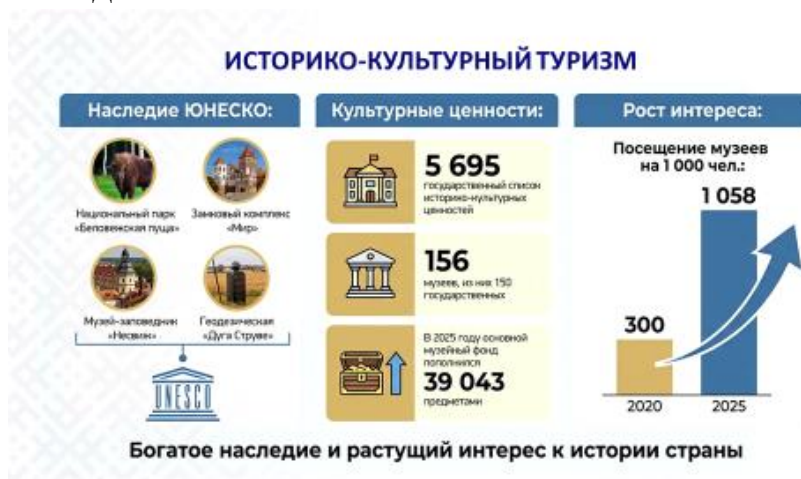 ИСТОРИКО-КУЛЬТУРНЫЙ ТУРИЗМ
Наследие ЮНЕСКО:
Национальный парк
«Беловежская пуща»
Замковый комплекс
«Мир»
Музей-заповедник
«Несвиж»
Геодезическая
«Дуга Струве»
UNESCO
Культурные ценности:
5 695
государственный список
историко-культурных
ценностей
156
музеев, из них 150
государственных
В 2025 году основной
музейный фонд
пополнился
39 043
предметами
Рост интереса:
Посещение музеев
на 1 000 чел.:
1 058
300
2020
2025
Богатое наследие и растущий интерес к истории страны